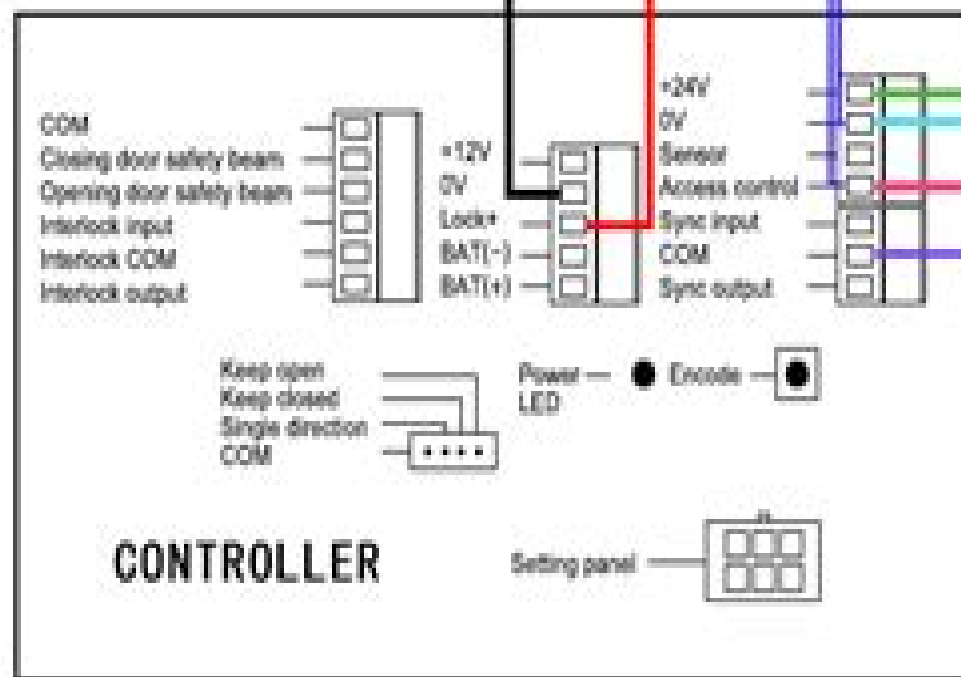 COM
Closing door safety beam
Opening door safety beam
Interlock input
Interlock COM
Interlock output
+12V
0V
Lock+
BAT(-)
BAT(+)
+24V
0V
Sensor
Access control
Sync input
COM
Sync output
Keep open
Keep closed
Single direction
COM
Power
LED
Encode
CONTROLLER
Setting panel